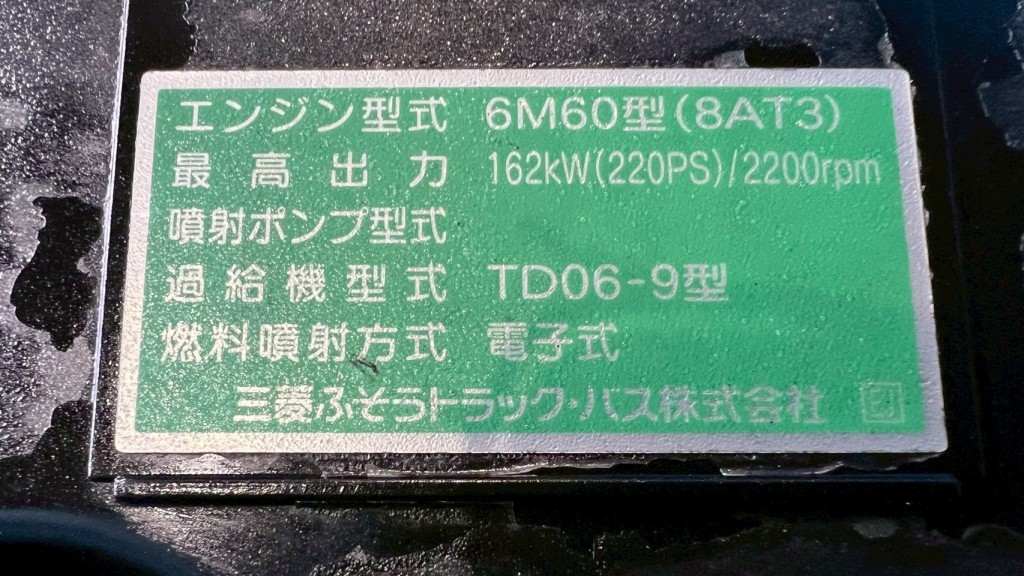 エンジン型式 6M60型(8AT3)
最高出力 162kW(220PS)/2200rpm
噴射ポンプ型式
過給機型式 TD06-9型
燃料噴射方式 電子式
三菱ふそうトラック・バス株式会社